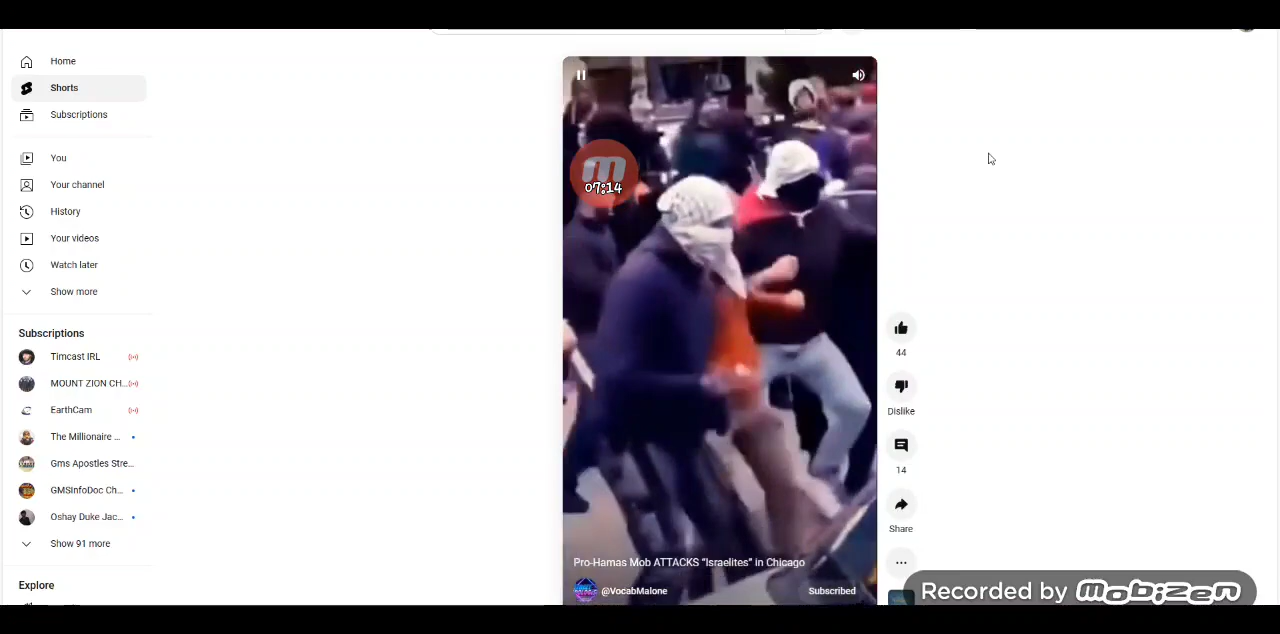 Home
Shorts
Subscriptions
You
Your channel
History
Your videos
Watch later
Show more
Subscriptions
Timcast IRL
MOUNT ZION CH...
EarthCam
The Millionaire ...
Gms Apostles Stre...
GMSInfoDoc Ch...
Oshay Duke Jac...
Show 91 more
Explore
M
07:14
Pro-Hamas Mob ATTACKS “Israelites” in Chicago
@VocabMalone
Subscribed
44
Dislike
14
Share
Recorded by MOBIZEN